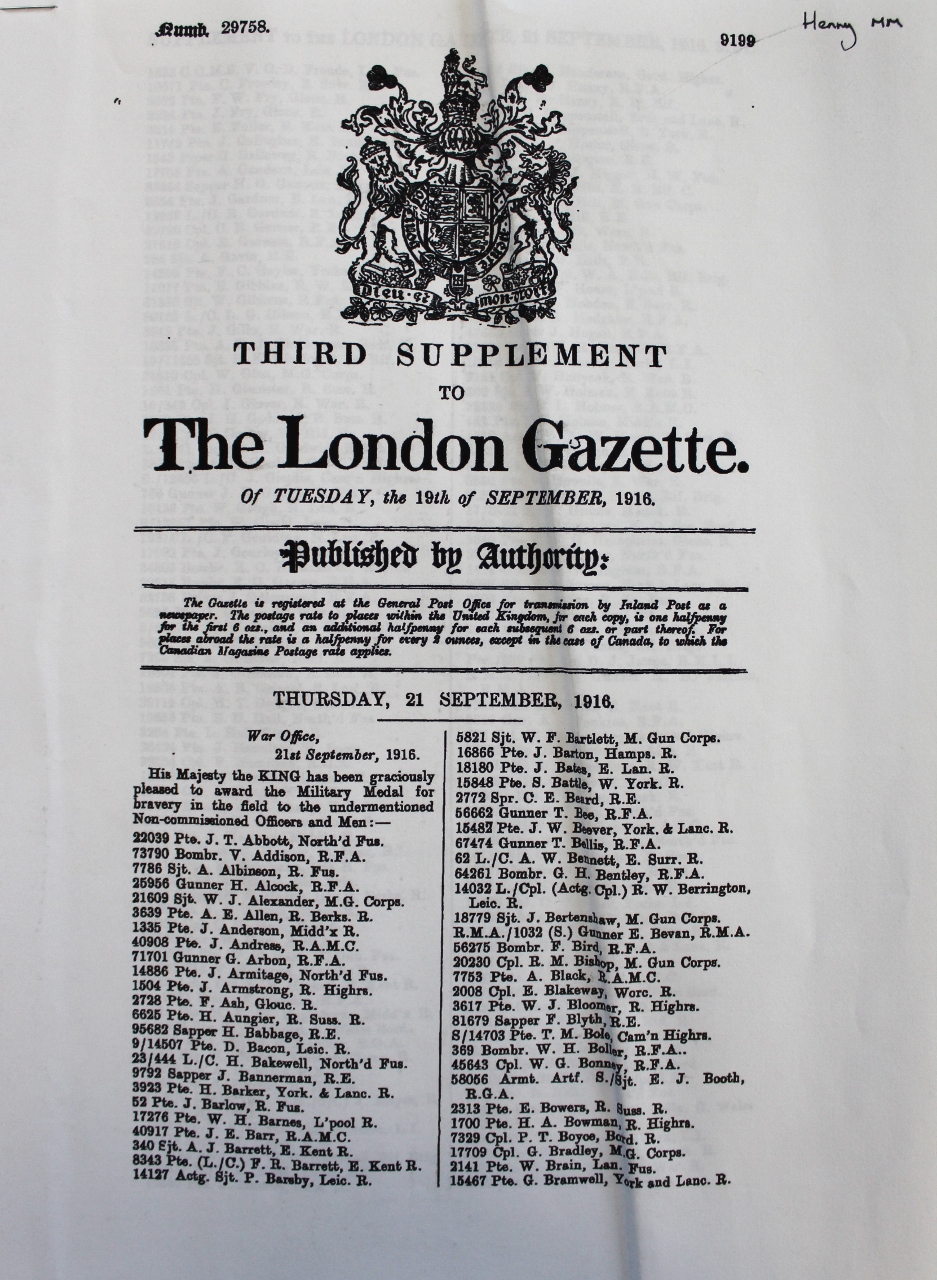 Numb. 29758.
9199
Henry MM
Dieu·et mon·droit
THIRD SUPPLEMENT
TO
The London Gazette.
Of TUESDAY, the 19th of SEPTEMBER, 1916.
Published by Authority.
The Gazette is registered at the General Post Office for transmission by Inland Post as a
newspaper. The postage rate to places within the United Kingdom, for each copy, is one halfpenny
for the first 6 ozs., and an additional halfpenny for each subsequent 6 ozs. or part thereof. For
places abroad the rate is a halfpenny for every 2 ounces, except in the case of Canada, to which the
Canadian Magazine Postage rate applies.
THURSDAY, 21 SEPTEMBER, 1916.
War Office,
21st September, 1916.
His Majesty the KING has been graciously
pleased to award the Military Medal for
bravery in the field to the undermentioned
Non-commissioned Officers and Men:—
22039 Pte. J. T. Abbott, North'd Fus.
73790 Bombr. V. Addison, R.F.A.
7786 Sjt. A. Albinson, R. Fus.
25956 Gunner H. Alcock, R.F.A.
21609 Sjt. W. J. Alexander, M.G. Corps.
3639 Pte. A. E. Allen, R. Berks. R.
1335 Pte. J. Anderson, Midd'x R.
40908 Pte. J. Andress, R.A.M.C.
71701 Gunner G. Arbon, R.F.A.
14886 Pte. J. Armitage, North'd Fus.
1504 Pte. J. Armstrong, R. Highrs.
2728 Pte. F. Ash, Glouc. R.
6625 Pte. H. Aungier, R. Suss. R.
95682 Sapper H. Babbage, R.E.
9/14507 Pte. D. Bacon, Leic. R.
23/444 L./C. H. Bakewell, North'd Fus.
9792 Sapper J. Bannerman, R.E.
3923 Pte. H. Barker, York. & Lanc. R.
52 Pte. J. Barlow, R. Fus.
17276 Pte. W. H. Barnes, L'pool R.
40917 Pte. J. E. Barr, R.A.M.C.
340 Sjt. A. J. Barrett, E. Kent R.
8343 Pte. (L./C.) F. R. Barrett, E. Kent R.
14127 Actg. Sjt. P. Barsby, Leic. R.
5821 Sjt. W. F. Bartlett, M. Gun Corps.
16866 Pte. J. Barton, Hamps. R.
18180 Pte. J. Bates, E. Lan. R.
15848 Pte. S. Battle, W. York. R.
2772 Spr. C. E. Beard, R.E.
56662 Gunner T. Bee, R.F.A.
15487 Pte. J. W. Beever, York. & Lanc. R.
67474 Gunner T. Bellis, R.F.A.
62 L./C. A. W. Bennett, E. Surr. R.
64261 Bombr. G. H. Bentley, R.F.A.
14032 L./Cpl. (Actg. Cpl.) R. W. Berrington,
Leic. R.
18779 Sjt. J. Bertenshaw, M. Gun Corps.
R.M.A./1032 (S.) Gunner E. Bevan, R.M.A.
56275 Bombr. F. Bird, R.F.A.
20230 Cpl. R. M. Bishop, M. Gun Corps.
7753 Pte. A. Black, R.A.M.C.
2008 Cpl. E. Blakeway, Worc. R.
3617 Pte. W. J. Bloomer, R. Highrs.
81679 Sapper F. Blyth, R.E.
S/14703 Pte. T. M. Bole, Cam'n Highrs.
369 Bombr. W. H. Boller, R.F.A..
45643 Cpl. W. G. Bonney, R.F.A.
58056 Armt. Artf. S./Sjt. E. J. Booth,
R.G.A.
2313 Pte. E. Bowers, R. Suss. R.
1700 Pte. H. A. Bowman, R. Highrs.
7329 Cpl. P. T. Boyce, Bord. R.
17709 Cpl. G. Bradley, M.G. Corps.
2141 Pte. W. Brain, Lan. Fus.
15467 Pte. G. Bramwell, York and Lanc. R.